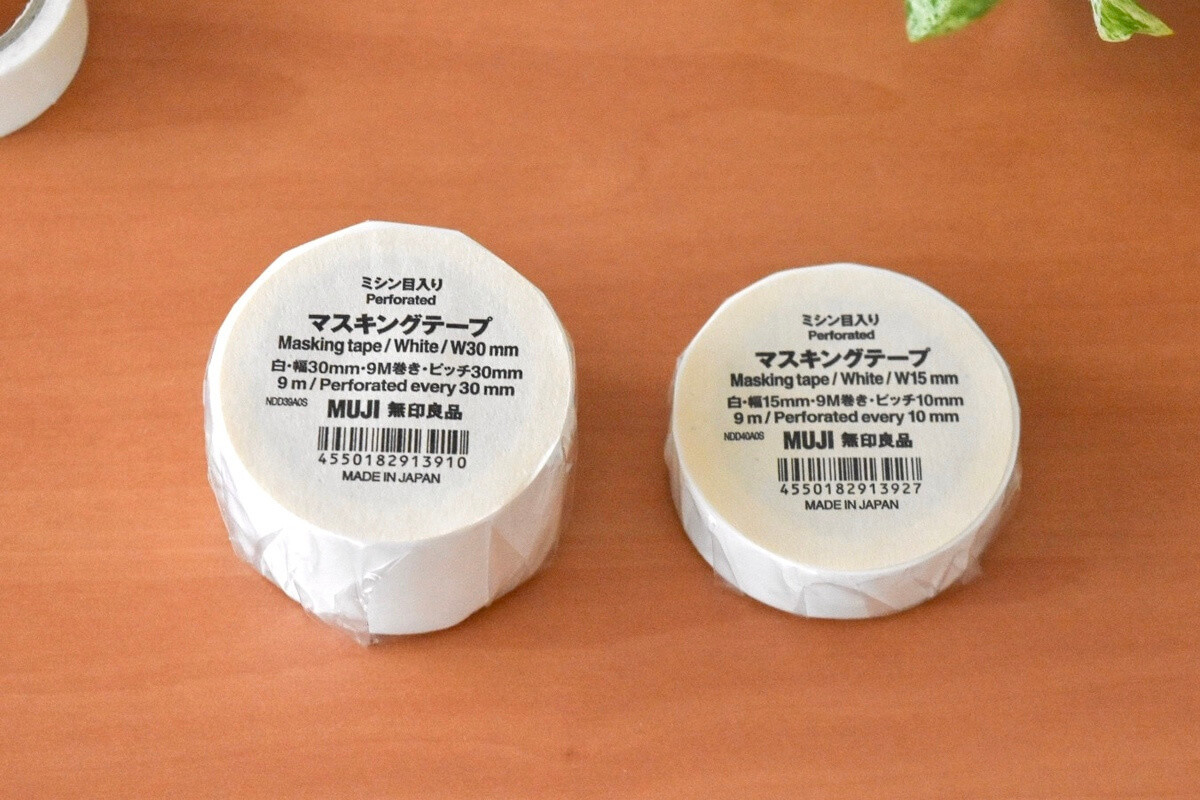 ミシン目入り
Perforated
マスキングテープ
Masking tape / White / W30 mm
白・幅30mm・9M巻き・ピッチ30mm
9 m / Perforated every 30 mm
NDD39A0S
MUJI 無印良品
4550182913910
MADE IN JAPAN
ミシン目入り
Perforated
マスキングテープ
Masking tape / White / W15 mm
白・幅15mm・9M巻き・ピッチ10mm
9 m / Perforated every 10 mm
NDD40A0S
MUJI 無印良品
4550182913927
MADE IN JAPAN